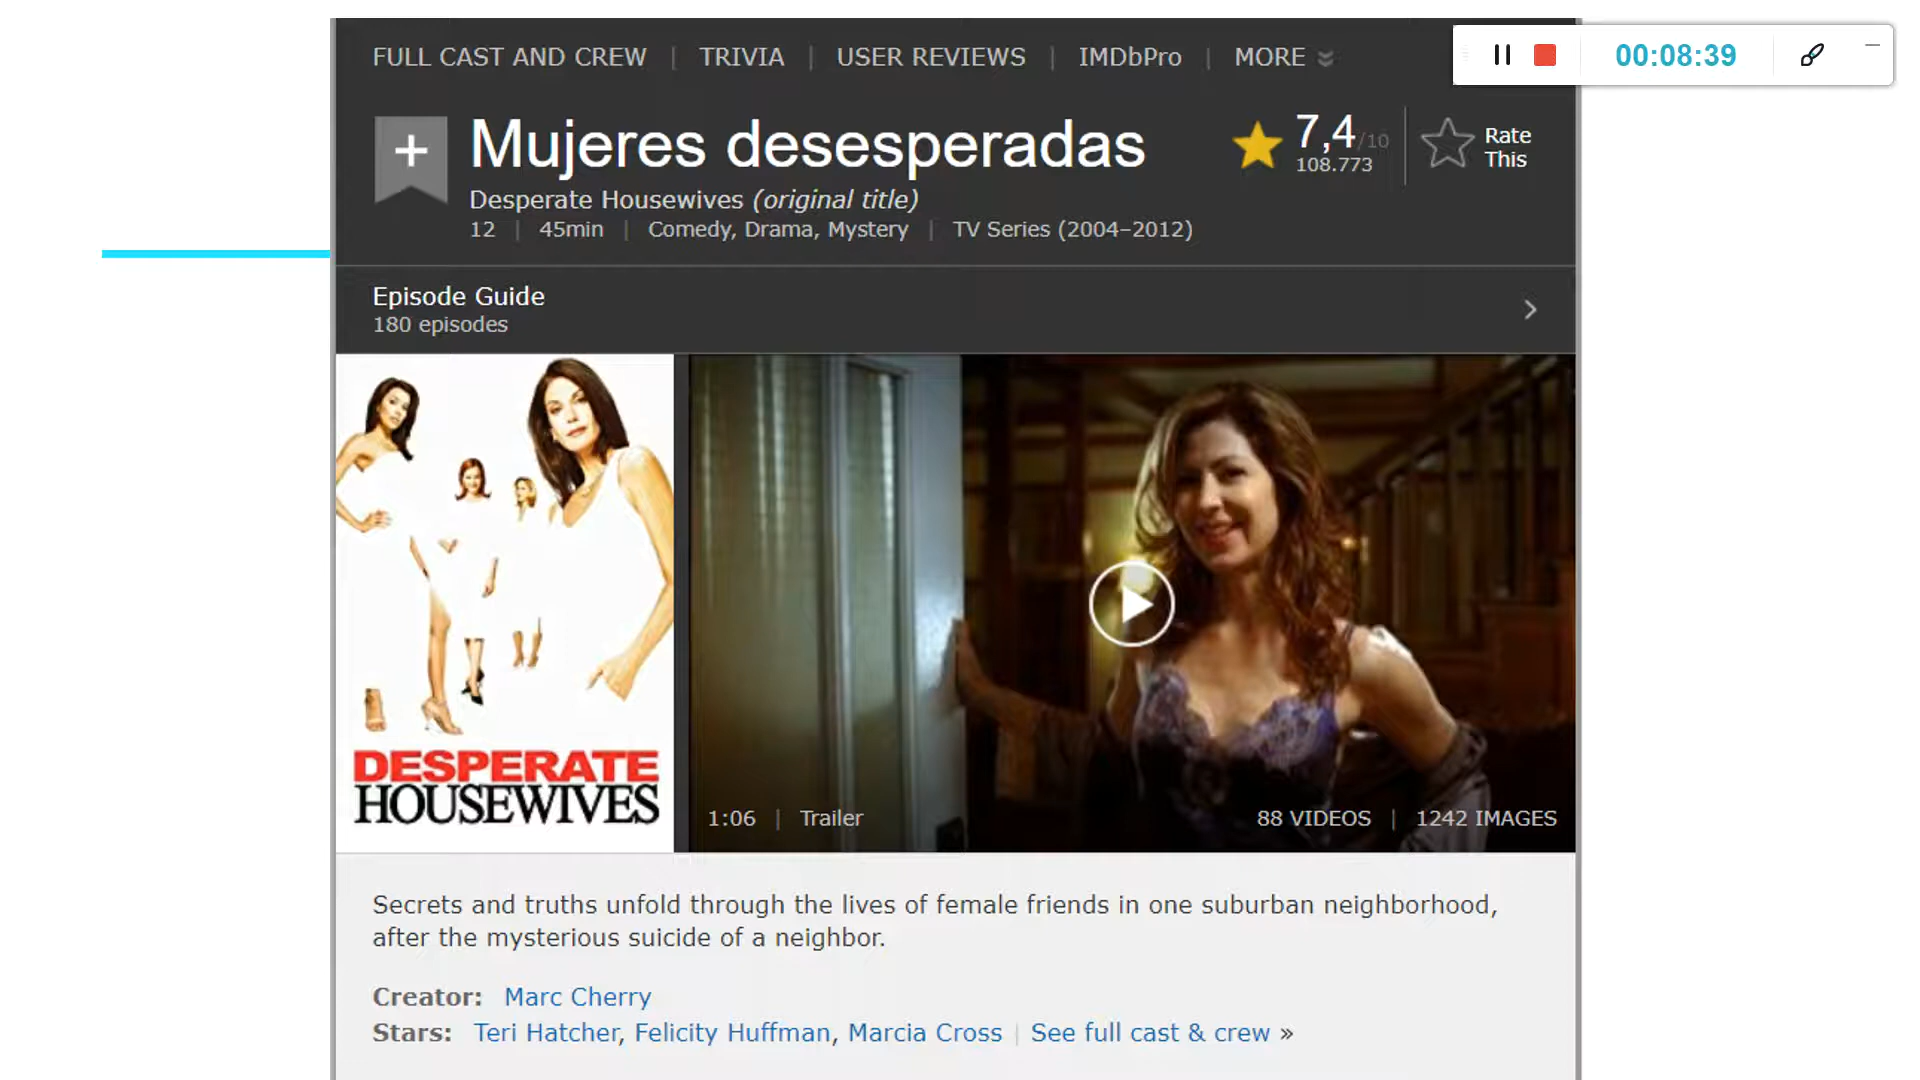 FULL CAST AND CREW | TRIVIA | USER REVIEWS | IMDbPro | MORE
00:08:39
+ Mujeres desesperadas
7,4/10
108.773
Rate
This
Desperate Housewives (original title)
12 | 45min | Comedy, Drama, Mystery | TV Series (2004–2012)
Episode Guide
180 episodes
DESPERATE
HOUSEWIVES
1:06 | Trailer
88 VIDEOS | 1242 IMAGES
Secrets and truths unfold through the lives of female friends in one suburban neighborhood,
after the mysterious suicide of a neighbor.
Creator: Marc Cherry
Stars: Teri Hatcher, Felicity Huffman, Marcia Cross | See full cast & crew »